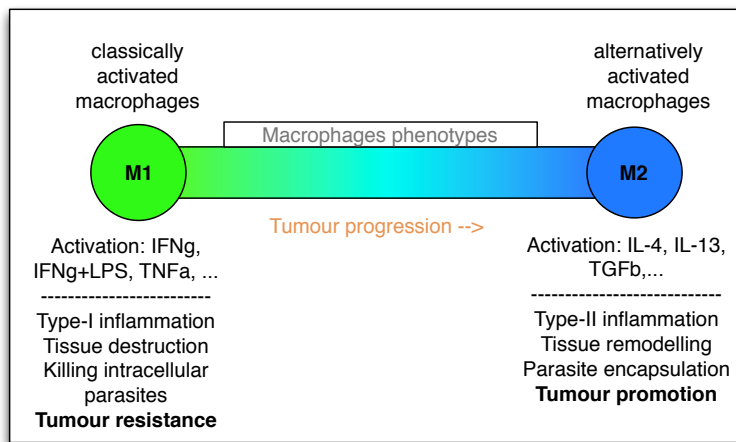 classically
activated
macrophages
alternatively
activated
macrophages
Macrophages phenotypes
M1
M2
Tumour progression -->
Activation: IFNg,
IFNg+LPS, TNFa, ...
-------------------------
Type-I inflammation
Tissue destruction
Killing intracellular
parasites
Tumour resistance
Activation: IL-4, IL-13,
TGFb,...
----------------------------
Type-II inflammation
Tissue remodelling
Parasite encapsulation
Tumour promotion